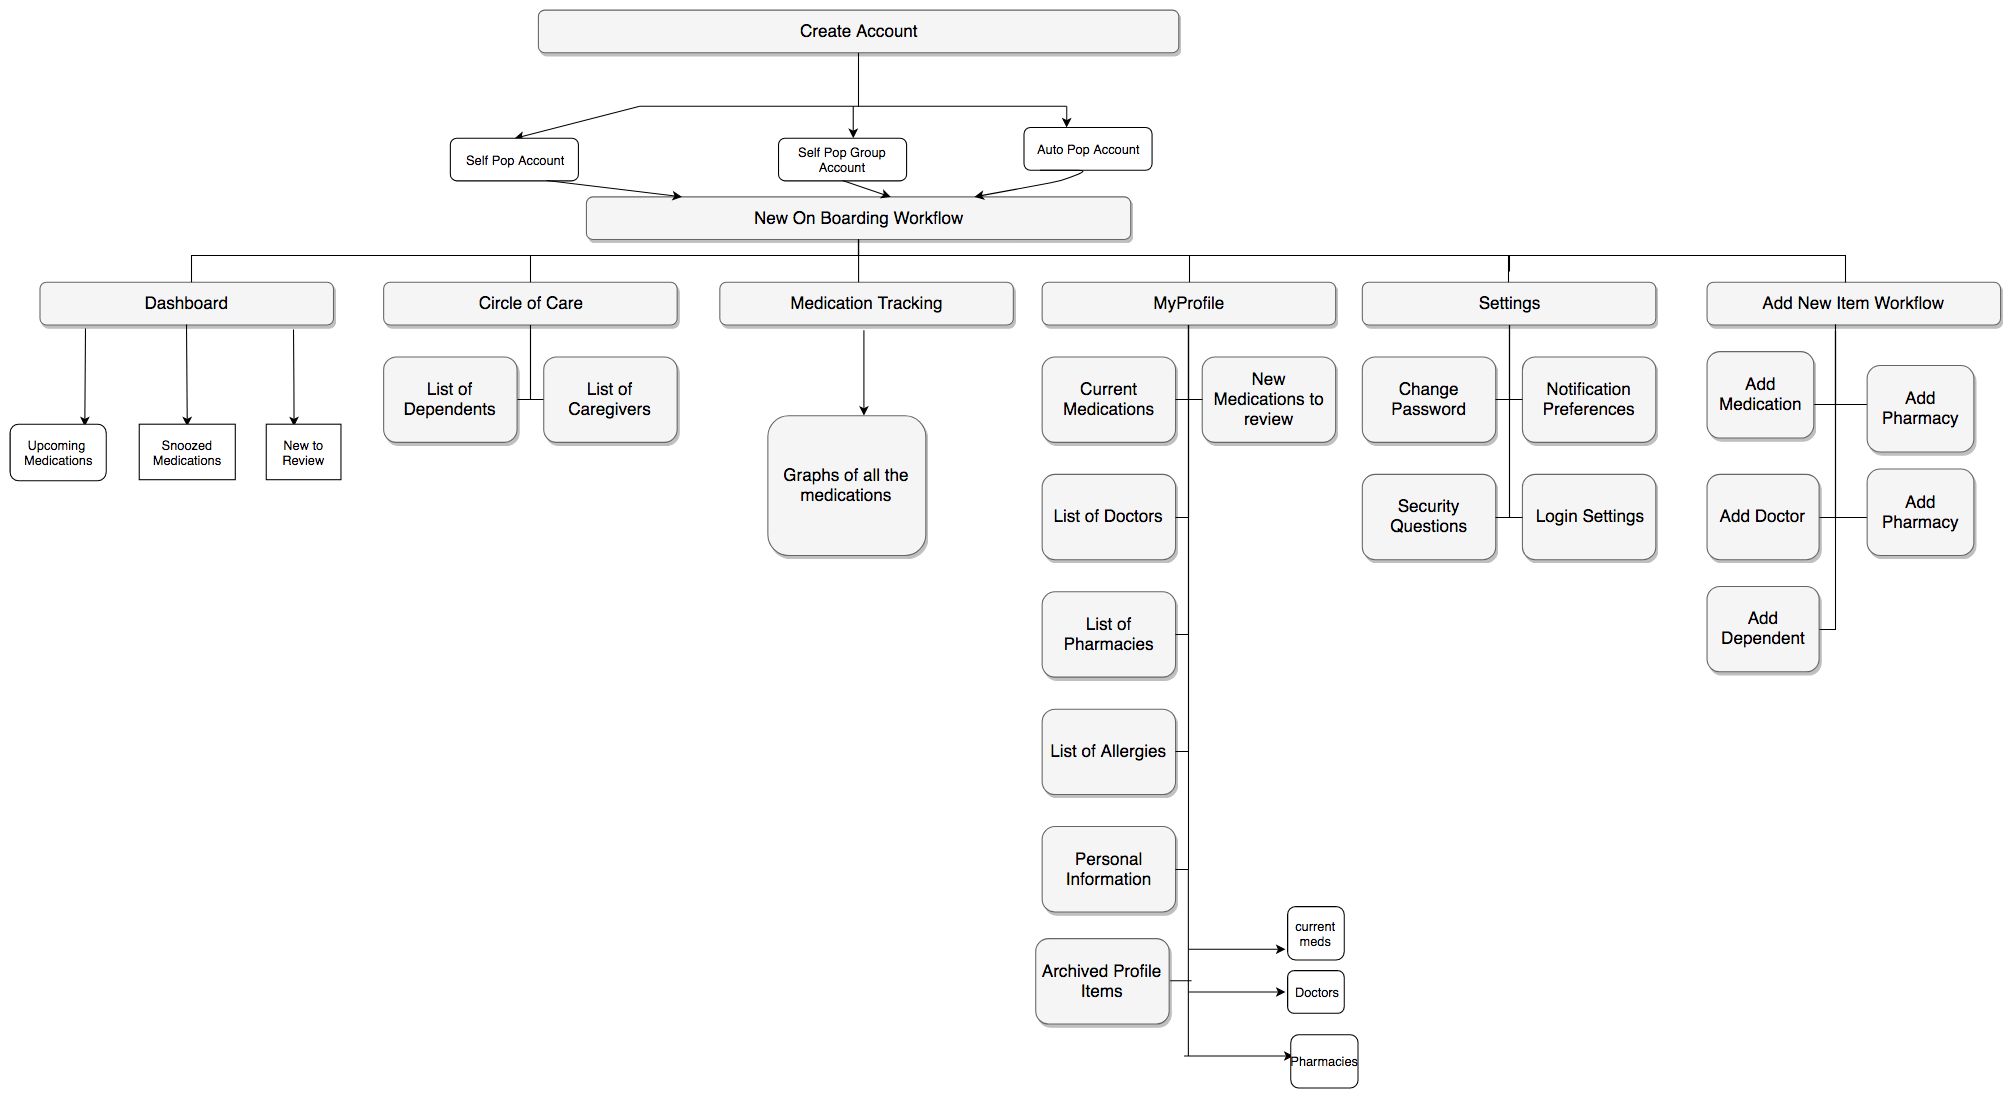 Create Account
Self Pop Account
Self Pop Group
Account
Auto Pop Account
New On Boarding Workflow
Dashboard
Circle of Care
Medication Tracking
MyProfile
Settings
Add New Item Workflow
Upcoming
Medications
Snoozed
Medications
New to
Review
List of
Dependents
List of
Caregivers
Graphs of all the
medications
Current
Medications
New
Medications to
review
List of Doctors
List of
Pharmacies
List of Allergies
Personal
Information
Archived Profile
Items
current
meds
Doctors
Pharmacies
Change
Password
Notification
Preferences
Security
Questions
Login Settings
Add
Medication
Add
Pharmacy
Add Doctor
Add
Pharmacy
Add
Dependent